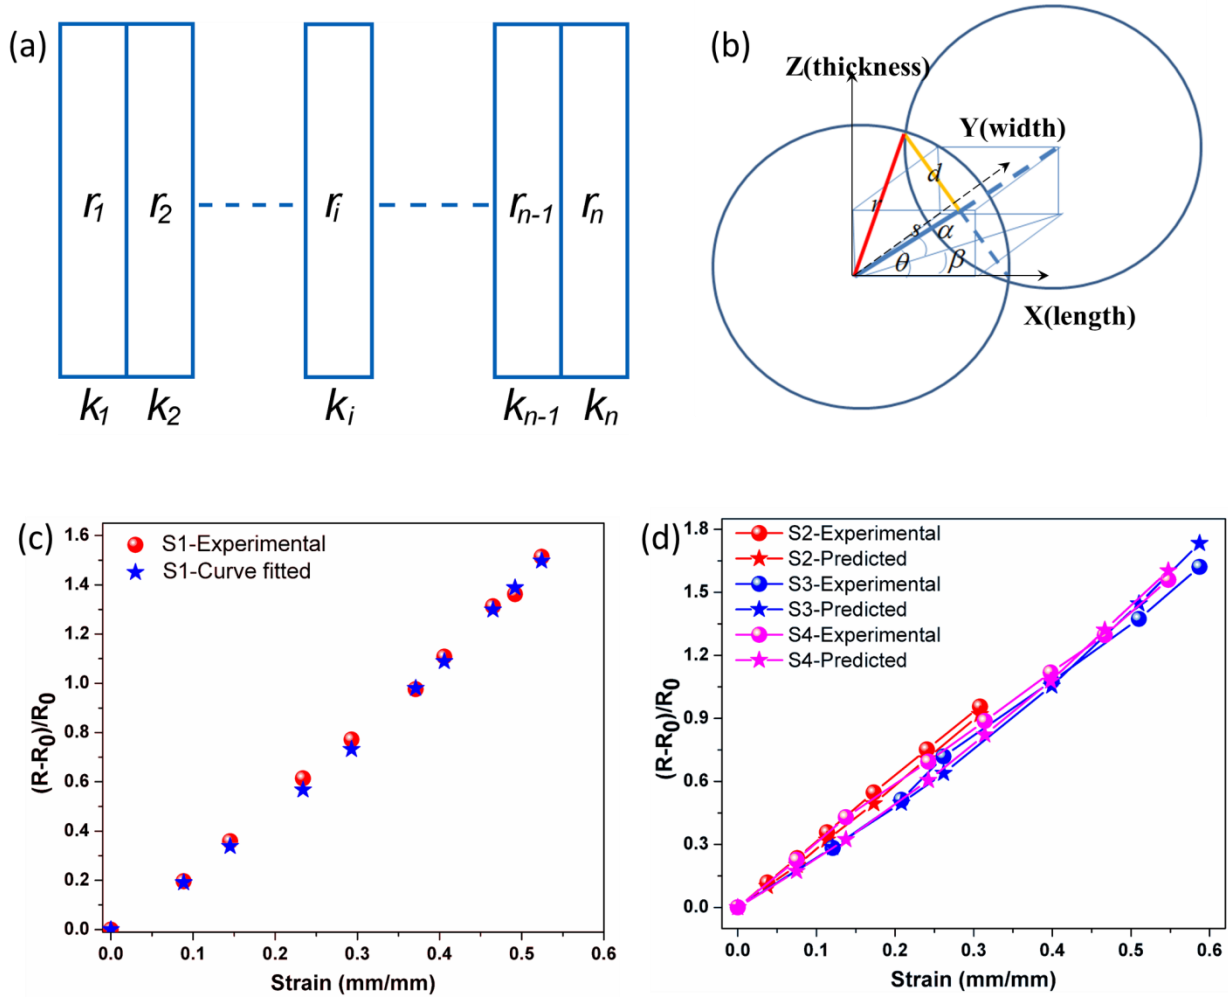 (a)
r1 r2 ri rn-1 rn
k1 k2 ki kn-1 kn
(b)
Z(thickness)
Y(width)
d
r
s α
θ β
X(length)
(c)
S1-Experimental
S1-Curve fitted
(R-R0)/R0
1.6
1.4
1.2
1.0
0.8
0.6
0.4
0.2
0.0
0.0 0.1 0.2 0.3 0.4 0.5 0.6
Strain (mm/mm)
(d)
S2-Experimental
S2-Predicted
S3-Experimental
S3-Predicted
S4-Experimental
S4-Predicted
(R-R0)/R0
1.8
1.5
1.2
0.9
0.6
0.3
0.0
0.0 0.1 0.2 0.3 0.4 0.5 0.6
Strain (mm/mm)